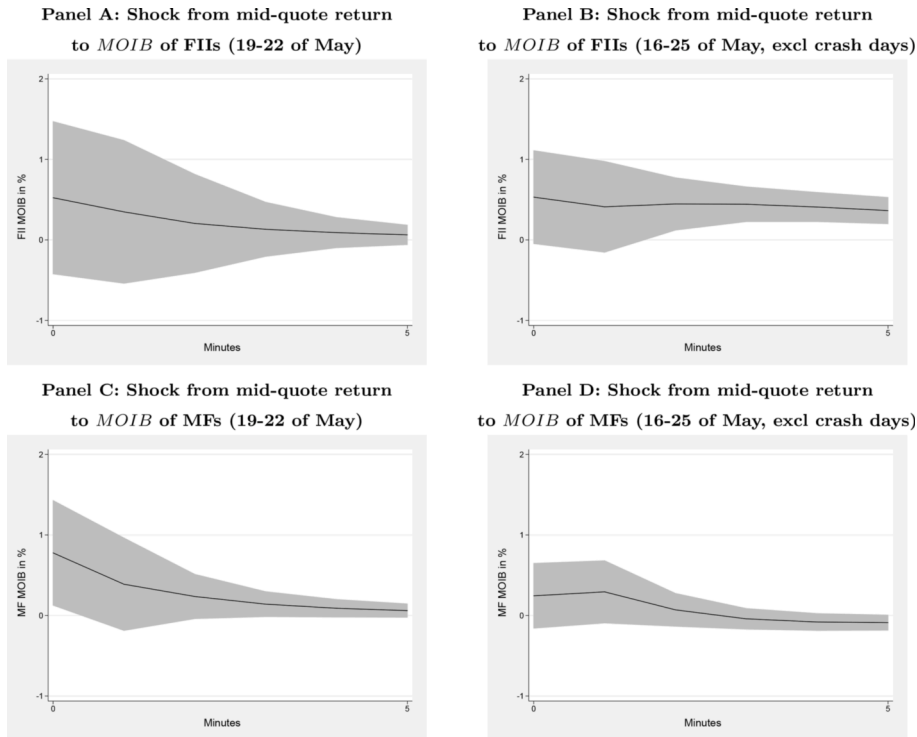 Panel A: Shock from mid-quote return
to MOIB of FIIs (19-22 of May)
2
1
0
-1
FII MOIB in %
0
5
Minutes
Panel B: Shock from mid-quote return
to MOIB of FIIs (16-25 of May, excl crash days)
2
1
0
-1
FII MOIB in %
0
5
Minutes
Panel C: Shock from mid-quote return
to MOIB of MFs (19-22 of May)
2
1
0
-1
MF MOIB in %
0
5
Minutes
Panel D: Shock from mid-quote return
to MOIB of MFs (16-25 of May, excl crash days)
2
1
0
-1
MF MOIB in %
0
5
Minutes